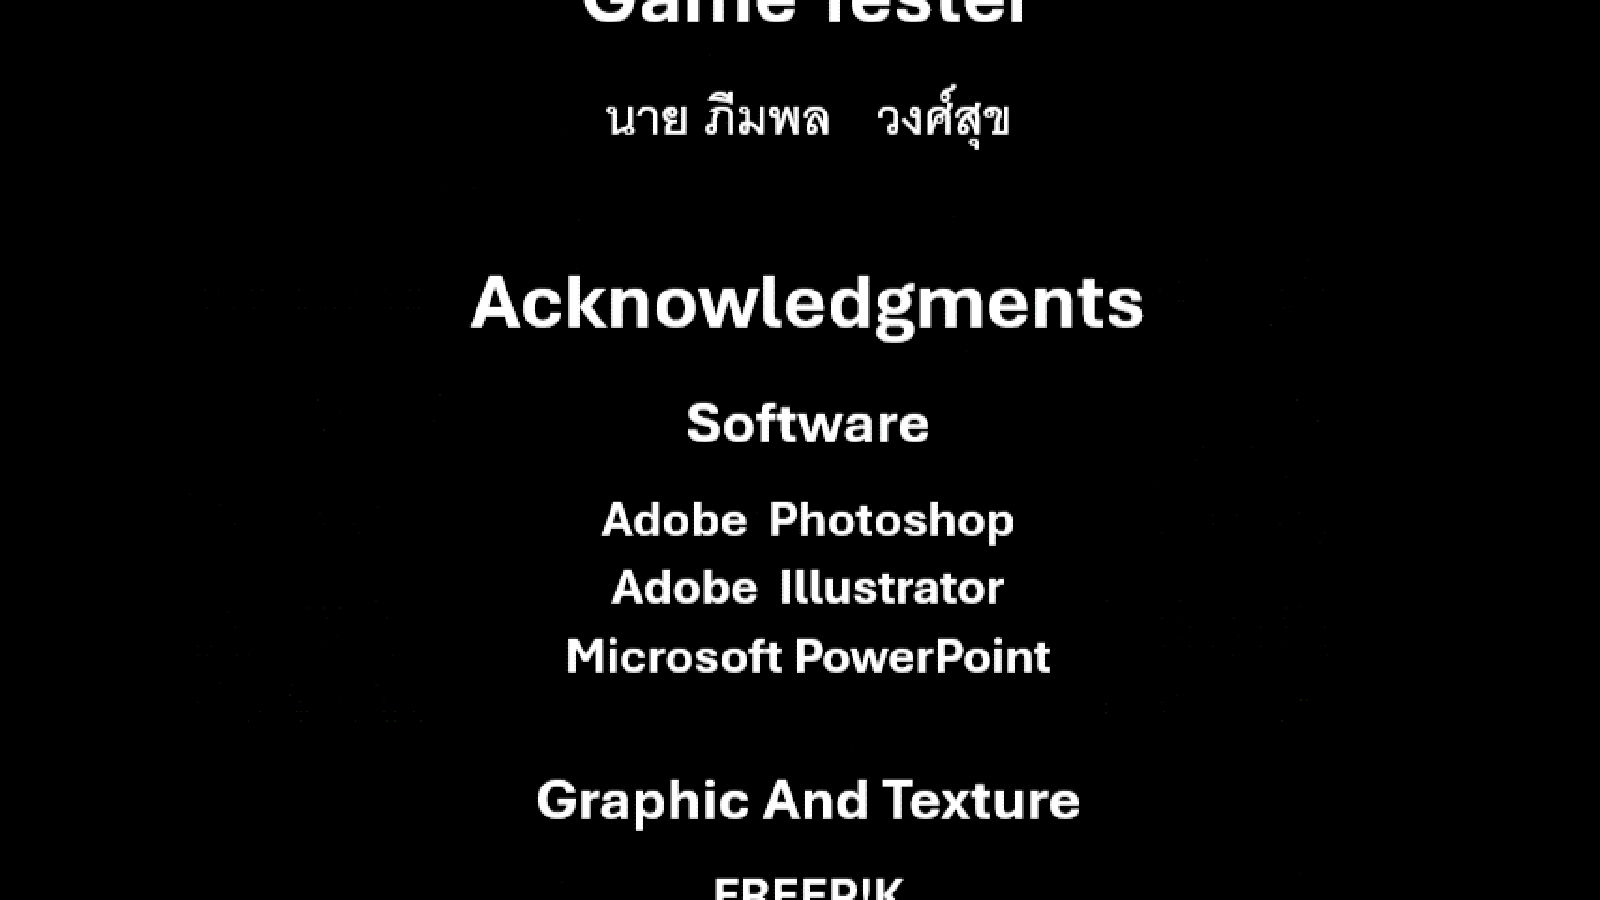 Game Tester
นาย ภีมพล วงศ์สุข
Acknowledgments
Software
Adobe Photoshop
Adobe Illustrator
Microsoft PowerPoint
Graphic And Texture
FREEPIK